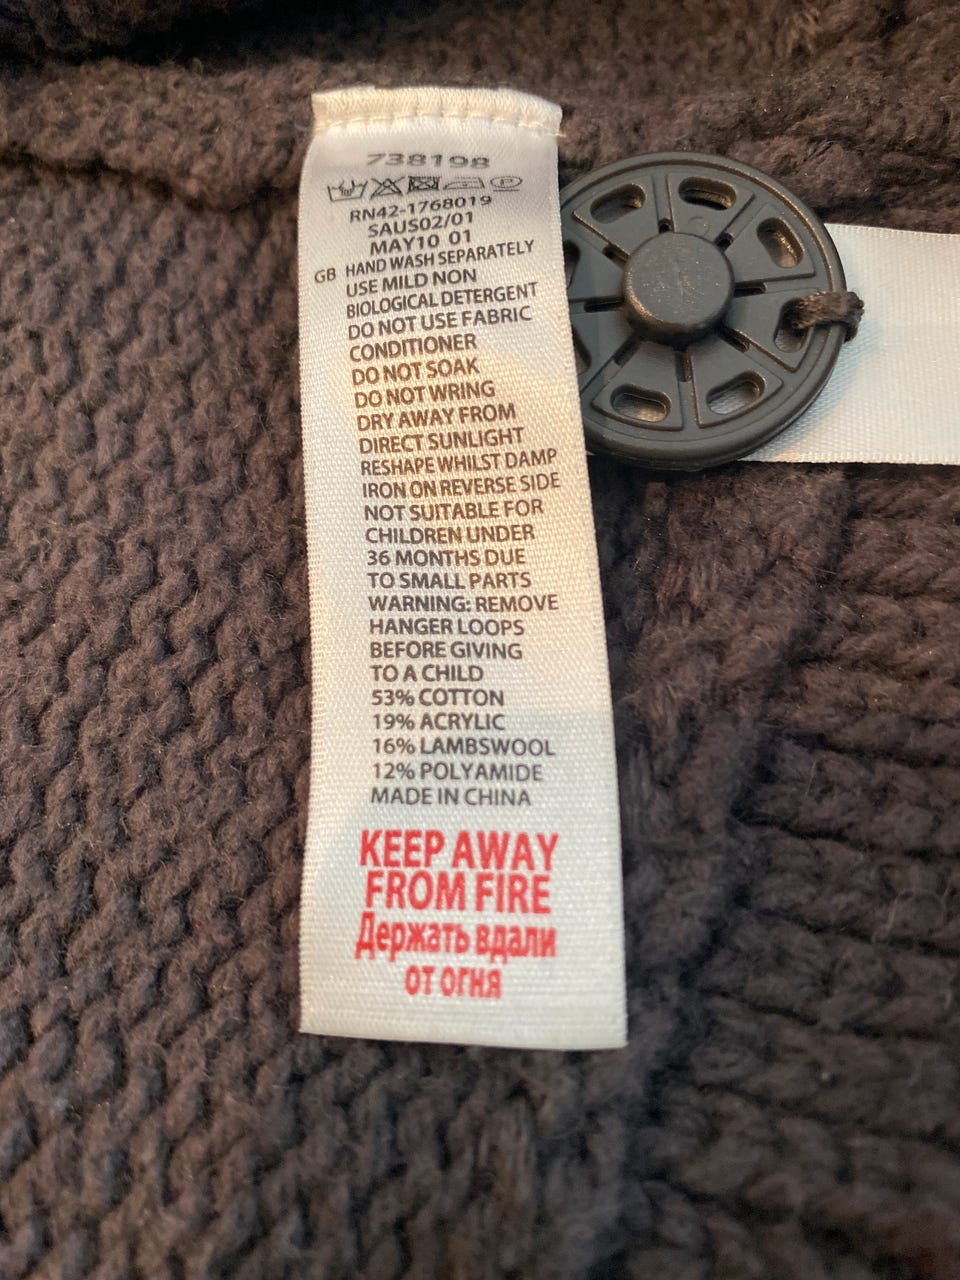 738198
RN42-1768019
SAUS02/01
MAY10 01
GB HAND WASH SEPARATELY
USE MILD NON
BIOLOGICAL DETERGENT
DO NOT USE FABRIC
CONDITIONER
DO NOT SOAK
DO NOT WRING
DRY AWAY FROM
DIRECT SUNLIGHT
RESHAPE WHILST DAMP
IRON ON REVERSE SIDE
NOT SUITABLE FOR
CHILDREN UNDER
36 MONTHS DUE
TO SMALL PARTS
WARNING: REMOVE
HANGER LOOPS
BEFORE GIVING
TO A CHILD
53% COTTON
19% ACRYLIC
16% LAMBSWOOL
12% POLYAMIDE
MADE IN CHINA
KEEP AWAY
FROM FIRE
Держать вдали
от огня